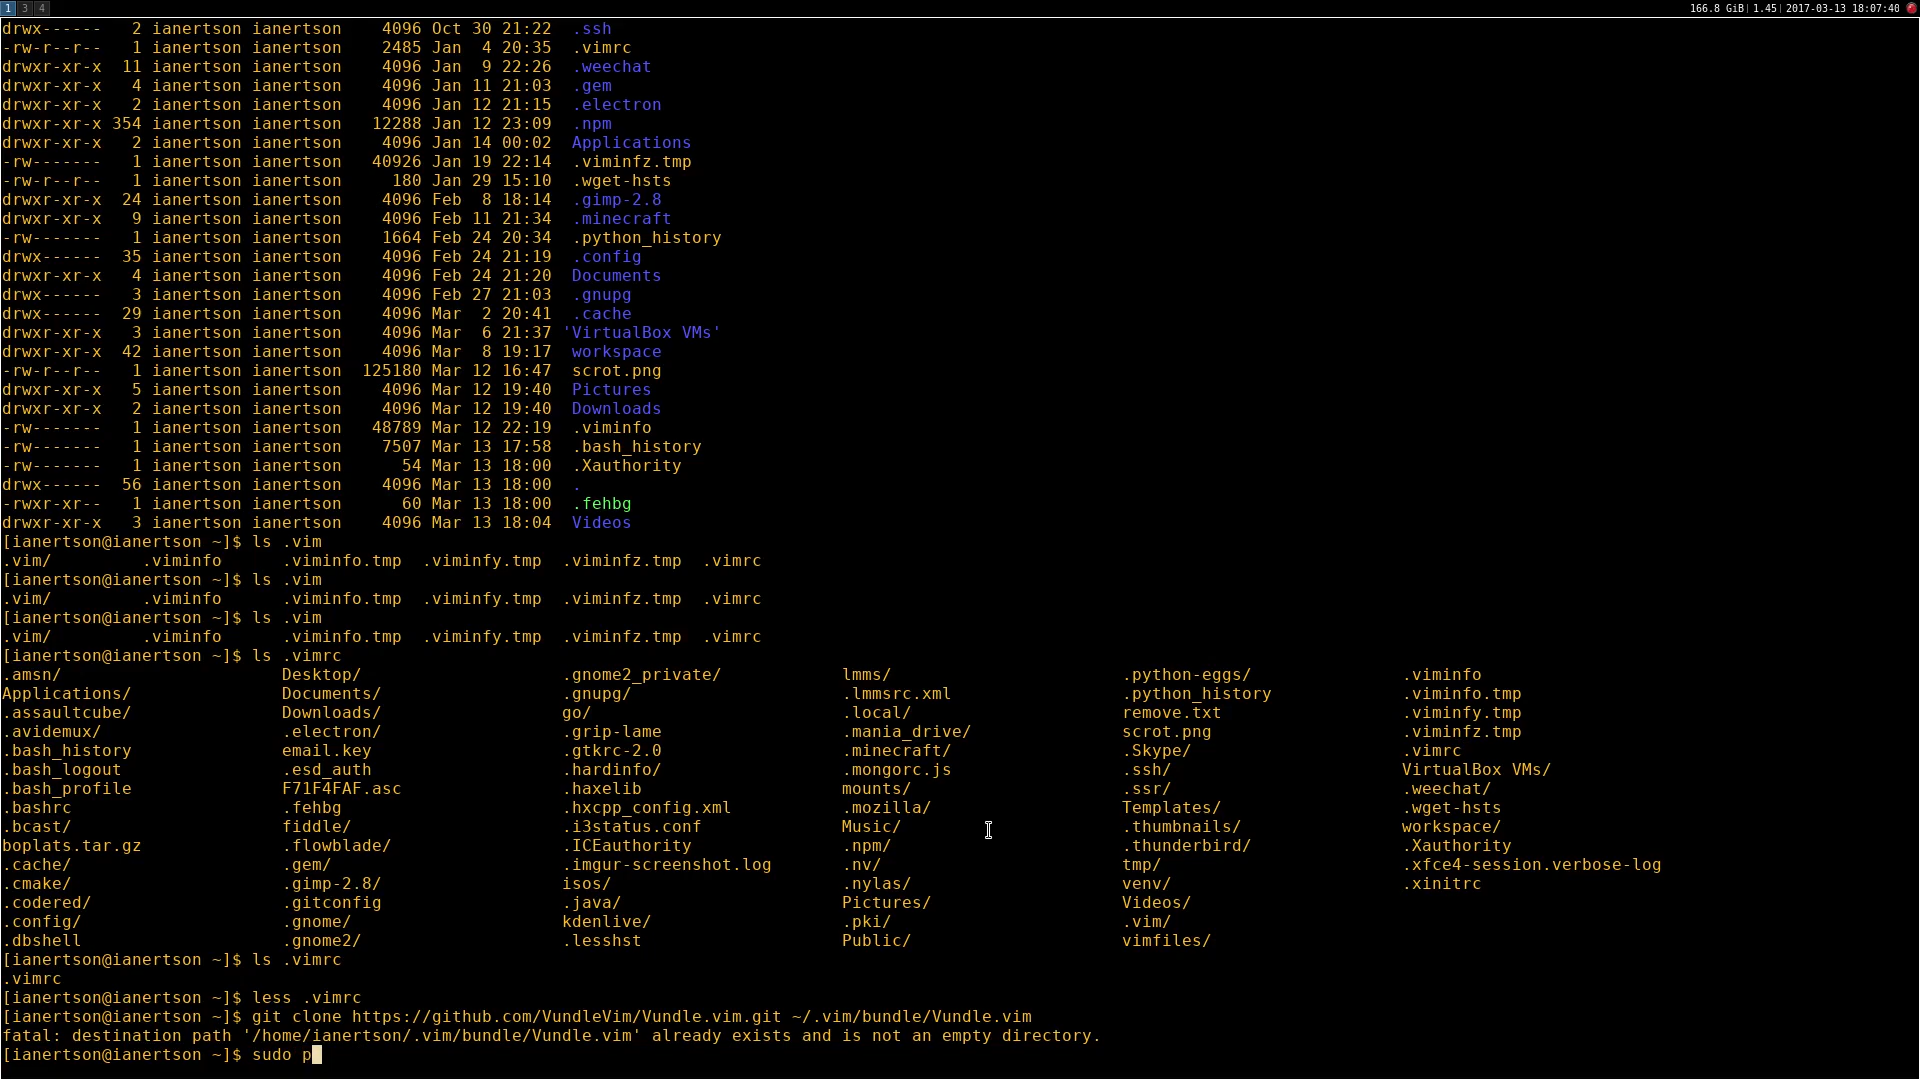 1 3 4 166.8 GiB| 1.45| 2017-03-13 18:07:40
drwx------ 2 ianertson ianertson 4096 Oct 30 21:22 .ssh
-rw-r--r-- 1 ianertson ianertson 2485 Jan 4 20:35 .vimrc
drwxr-xr-x 11 ianertson ianertson 4096 Jan 9 22:26 .weechat
drwxr-xr-x 4 ianertson ianertson 4096 Jan 11 21:03 .gem
drwxr-xr-x 2 ianertson ianertson 4096 Jan 12 21:15 .electron
drwxr-xr-x 354 ianertson ianertson 12288 Jan 12 23:09 .npm
drwxr-xr-x 2 ianertson ianertson 4096 Jan 14 00:02 Applications
-rw------- 1 ianertson ianertson 40926 Jan 19 22:14 .viminfz.tmp
-rw-r--r-- 1 ianertson ianertson 180 Jan 29 15:10 .wget-hsts
drwxr-xr-x 24 ianertson ianertson 4096 Feb 8 18:14 .gimp-2.8
drwxr-xr-x 9 ianertson ianertson 4096 Feb 11 21:34 .minecraft
-rw------- 1 ianertson ianertson 1664 Feb 24 20:34 .python_history
drwx------ 35 ianertson ianertson 4096 Feb 24 21:19 .config
drwxr-xr-x 4 ianertson ianertson 4096 Feb 24 21:20 Documents
drwx------ 3 ianertson ianertson 4096 Feb 27 21:03 .gnupg
drwx------ 29 ianertson ianertson 4096 Mar 2 20:41 .cache
drwxr-xr-x 3 ianertson ianertson 4096 Mar 6 21:37 'VirtualBox VMs'
drwxr-xr-x 42 ianertson ianertson 4096 Mar 8 19:17 workspace
-rw-r--r-- 1 ianertson ianertson 125180 Mar 12 16:47 scrot.png
drwxr-xr-x 5 ianertson ianertson 4096 Mar 12 19:40 Pictures
drwxr-xr-x 2 ianertson ianertson 4096 Mar 12 19:40 Downloads
-rw------- 1 ianertson ianertson 48789 Mar 12 22:19 .viminfo
-rw------- 1 ianertson ianertson 7507 Mar 13 17:58 .bash_history
-rw------- 1 ianertson ianertson 54 Mar 13 18:00 .Xauthority
drwx------ 56 ianertson ianertson 4096 Mar 13 18:00 .
-rwxr-xr-- 1 ianertson ianertson 60 Mar 13 18:00 .fehbg
drwxr-xr-x 3 ianertson ianertson 4096 Mar 13 18:04 Videos
[ianertson@ianertson ~]$ ls .vim
.vim/ .viminfo .viminfo.tmp .viminfy.tmp .viminfz.tmp .vimrc
[ianertson@ianertson ~]$ ls .vim
.vim/ .viminfo .viminfo.tmp .viminfy.tmp .viminfz.tmp .vimrc
[ianertson@ianertson ~]$ ls .vim
.vim/ .viminfo .viminfo.tmp .viminfy.tmp .viminfz.tmp .vimrc
[ianertson@ianertson ~]$ ls .vimrc
.amsn/ Desktop/ .gnome2_private/ lmms/ .python-eggs/ .viminfo
Applications/ Documents/ .gnupg/ .lmmsrc.xml .python_history .viminfo.tmp
.assaultcube/ Downloads/ go/ .local/ remove.txt .viminfy.tmp
.avidemux/ .electron/ .grip-lame .mania_drive/ scrot.png .viminfz.tmp
.bash_history email.key .gtkrc-2.0 .minecraft/ .Skype/ .vimrc
.bash_logout .esd_auth .hardinfo/ .mongorc.js .ssh/ VirtualBox VMs/
.bash_profile F71F4FAF.asc .haxelib mounts/ .ssr/ .weechat/
.bashrc .fehbg .hxcpp_config.xml .mozilla/ Templates/ .wget-hsts
.bcast/ fiddle/ .i3status.conf Music/ .thumbnails/ workspace/
boplats.tar.gz .flowblade/ .ICEauthority .npm/ .thunderbird/ .Xauthority
.cache/ .gem/ .imgur-screenshot.log .nv/ tmp/ .xfce4-session.verbose-log
.cmake/ .gimp-2.8/ isos/ .nylas/ venv/ .xinitrc
.codered/ .gitconfig .java/ Pictures/ Videos/
.config/ .gnome/ kdenlive/ .pki/ .vim/
.dbshell .gnome2/ .lesshst Public/ vimfiles/
[ianertson@ianertson ~]$ ls .vimrc
.vimrc
[ianertson@ianertson ~]$ less .vimrc
[ianertson@ianertson ~]$ git clone https://github.com/VundleVim/Vundle.vim.git ~/.vim/bundle/Vundle.vim
fatal: destination path '/home/ianertson/.vim/bundle/Vundle.vim' already exists and is not an empty directory.
[ianertson@ianertson ~]$ sudo p